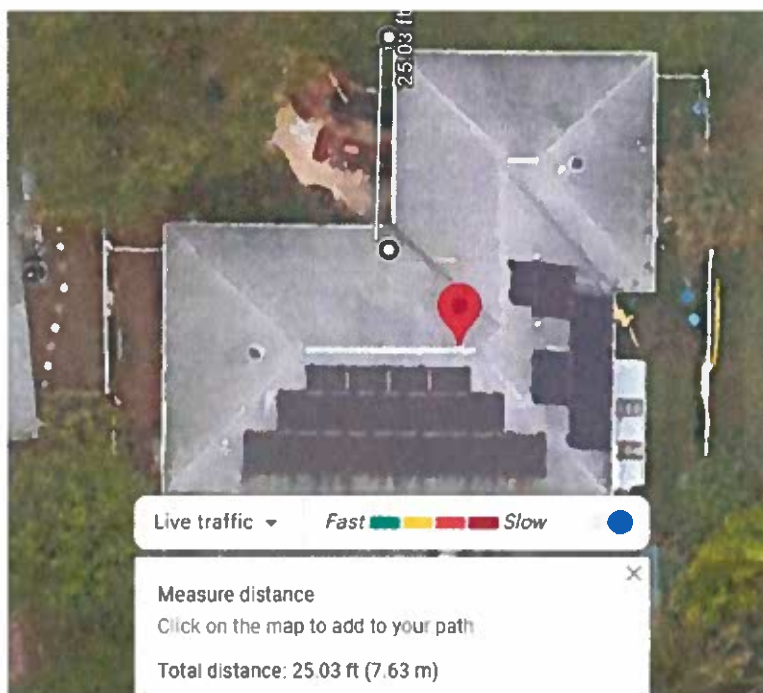 25.03 ft
Live traffic
Fast
Slow
Measure distance
Click on the map to add to your path
Total distance: 25.03 ft (7.63 m)